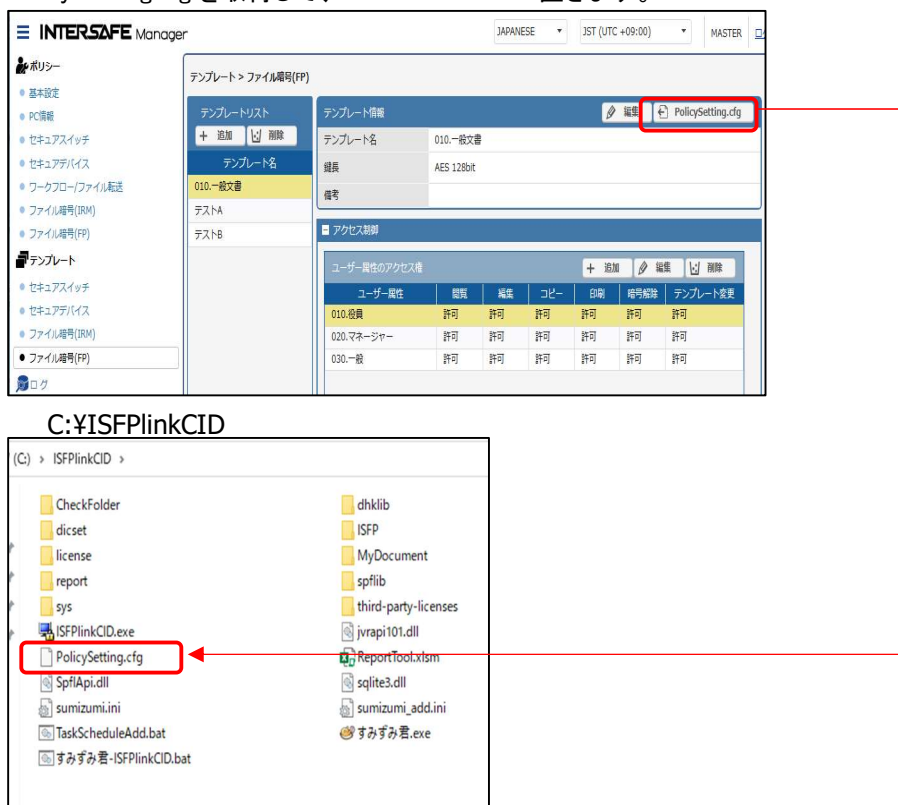 INTERSAFE Manager
JAPANESE
JST (UTC +09:00)
MASTER
ポリシー
基本設定
PC情報
セキュアスイッチ
セキュアデバイス
ワークフロー/ファイル転送
ファイル暗号(IRM)
ファイル暗号(FP)
テンプレート
セキュアスイッチ
セキュアデバイス
ファイル暗号(IRM)
ファイル暗号(FP)
ログ
テンプレート > ファイル暗号(FP)
テンプレートリスト
+ 追加 削除
テンプレート名
010.一般文書
テストA
テストB
テンプレート情報 編集 PolicySetting.cfg
テンプレート名 010.一般文書
鍵長 AES 128bit
備考
アクセス制御
ユーザー属性のアクセス権 + 追加 編集 削除
ユーザー属性 閲覧 編集 コピー 印刷 暗号解除 テンプレート変更
010.役員 許可 許可 許可 許可 許可 許可
020.マネージャー 許可 許可 許可 許可 許可 許可
030.一般 許可 許可 許可 許可 許可 許可
C:¥ISFPlinkCID
(C:) > ISFPlinkCID >
CheckFolder
dicset
license
report
sys
ISFPlinkCID.exe
PolicySetting.cfg
SpflApi.dll
sumizumi.ini
TaskScheduleAdd.bat
すみずみ君-ISFPlinkCID.bat
dhklib
ISFP
MyDocument
spflib
third-party-licenses
jvrapi101.dll
ReportTool.xlsm
sqlite3.dll
sumizumi_add.ini
すみずみ君.exe